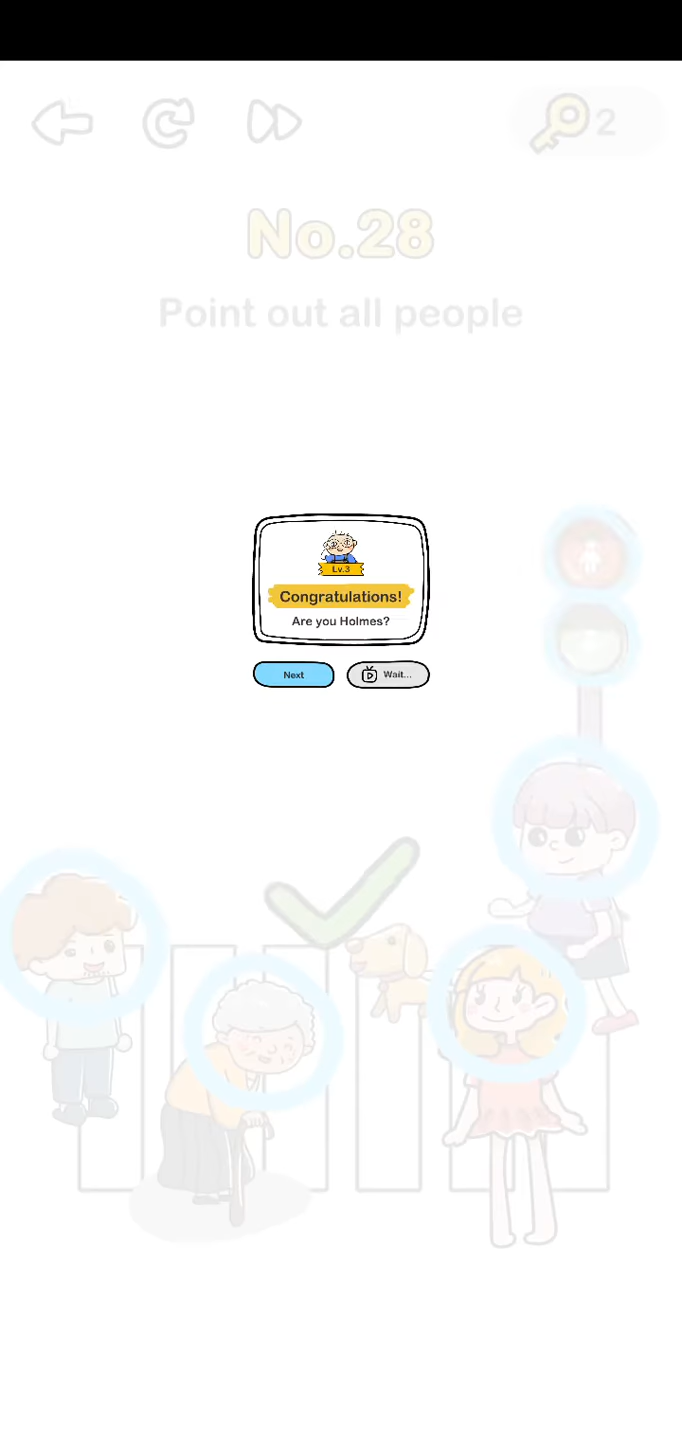 2
No.28
Point out all people
Lv.3
Congratulations!
Are you Holmes?
Next
Wait...